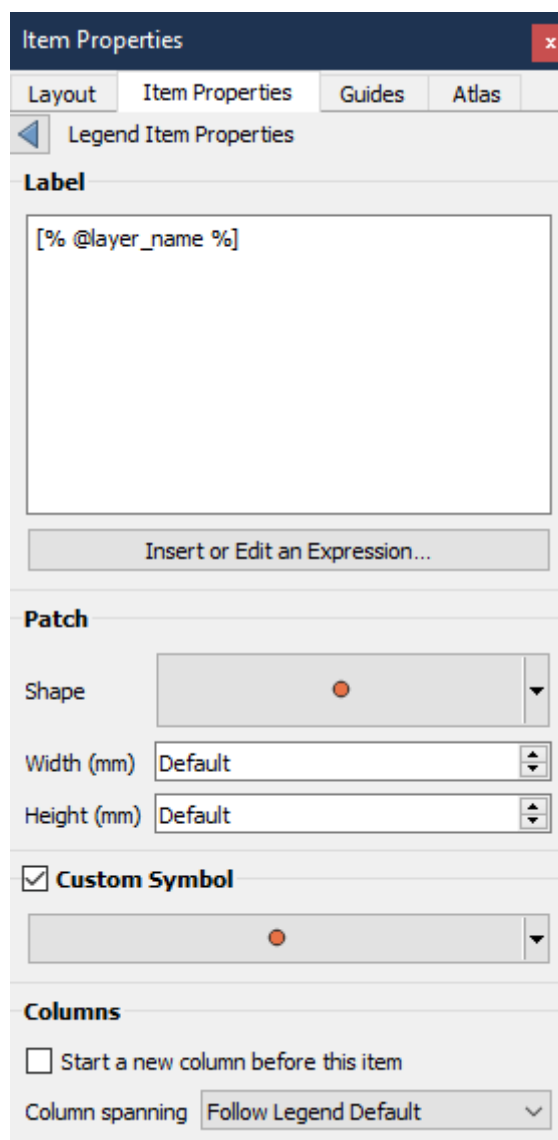 Item Properties
x
Layout Item Properties Guides Atlas
Legend Item Properties
Label
[% @layer_name %]
Insert or Edit an Expression...
Patch
Shape
Width (mm) Default
Height (mm) Default
Custom Symbol
Columns
Start a new column before this item
Column spanning Follow Legend Default